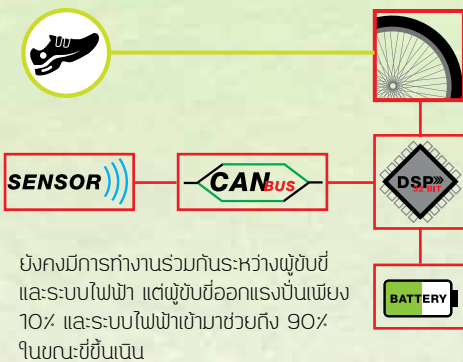 SENSOR
CAN BUS
DSP
32 BIT
BATTERY
ยังคงมีการทำงานร่วมกันระหว่างผู้ขับขี่
และระบบไฟฟ้า แต่ผู้ขับขี่ออกแรงปั่นเพียง
10% และระบบไฟฟ้าเข้ามาช่วยถึง 90%
ในขณะขี่ขึ้นเนิน